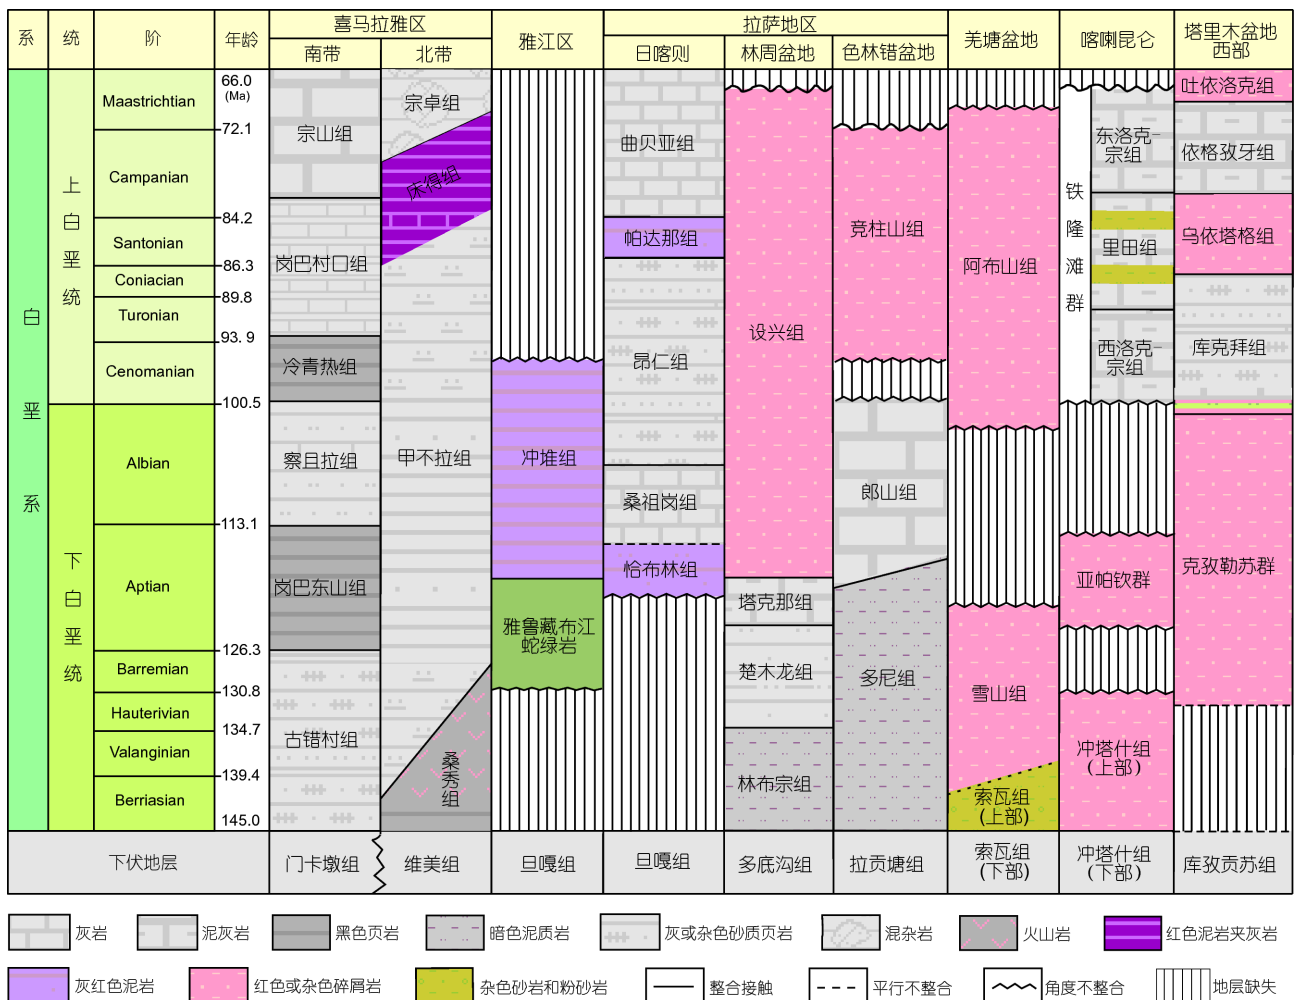 系 统 阶 年龄 喜马拉雅区 雅江区 拉萨地区 羌塘盆地 喀喇昆仑 塔里木盆地
西部
南带 北带 日喀则 林周盆地 色林错盆地
白
垩
系
上
白
垩
统
下
白
垩
统
Maastrichtian
Campanian
Santonian
Coniacian
Turonian
Cenomanian
Albian
Aptian
Barremian
Hauterivian
Valanginian
Berriasian
66.0
(Ma)
72.1
84.2
86.3
89.8
93.9
100.5
113.1
126.3
130.8
134.7
139.4
145.0
宗山组
岗巴村口组
冷青热组
察且拉组
岗巴东山组
古错村组
宗卓组
床得组
甲不拉组
桑
秀
组
冲堆组
雅鲁藏布江
蛇绿岩
曲贝亚组
帕达那组
昂仁组
桑祖岗组
恰布林组
设兴组
塔克那组
楚木龙组
林布宗组
竞柱山组
郎山组
多尼组
阿布山组
雪山组
索瓦组
(上部)
铁
隆
滩
群
东洛克-
宗组
里田组
西洛克-
宗组
亚帕钦群
冲塔什组
(上部)
吐依洛克组
依格孜牙组
乌依塔格组
库克拜组
克孜勒苏群
下伏地层 门卡墩组 维美组 旦嘎组 旦嘎组 多底沟组 拉贡塘组 索瓦组
(下部)
冲塔什组
(下部)
库孜贡苏组
灰岩 泥灰岩 黑色页岩 暗色泥质岩 灰或杂色砂质页岩 混杂岩 火山岩 红色泥岩夹灰岩
灰红色泥岩 红色或杂色碎屑岩 杂色砂岩和粉砂岩 整合接触 平行不整合 角度不整合 地层缺失